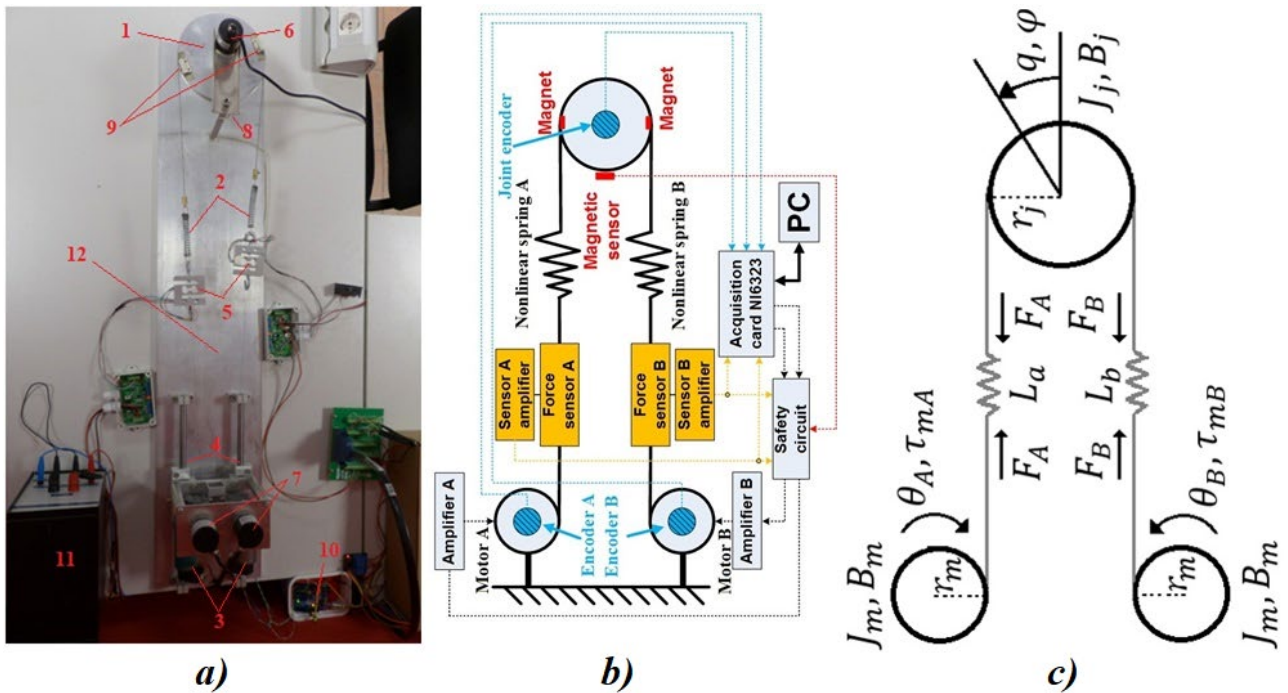 1
6
9
8
2
12
5
4
7
11
10
3
a)
Magnet
Magnet
Joint encoder
Nonlinear spring A
Magnetic
sensor
Nonlinear spring B
PC
Acquisition
card NI6323
Sensor A
amplifier
Force
sensor A
Force
sensor B
Sensor B
amplifier
Safety
circuit
Amplifier A
Motor A
Encoder A
Encoder B
Motor B
Amplifier B
b)
q, φ
J_j, B_j
r_j
F_A
F_B
L_a
L_b
F_A
F_B
θ_A, τ_mA
θ_B, τ_mB
r_m
r_m
J_m, B_m
J_m, B_m
c)